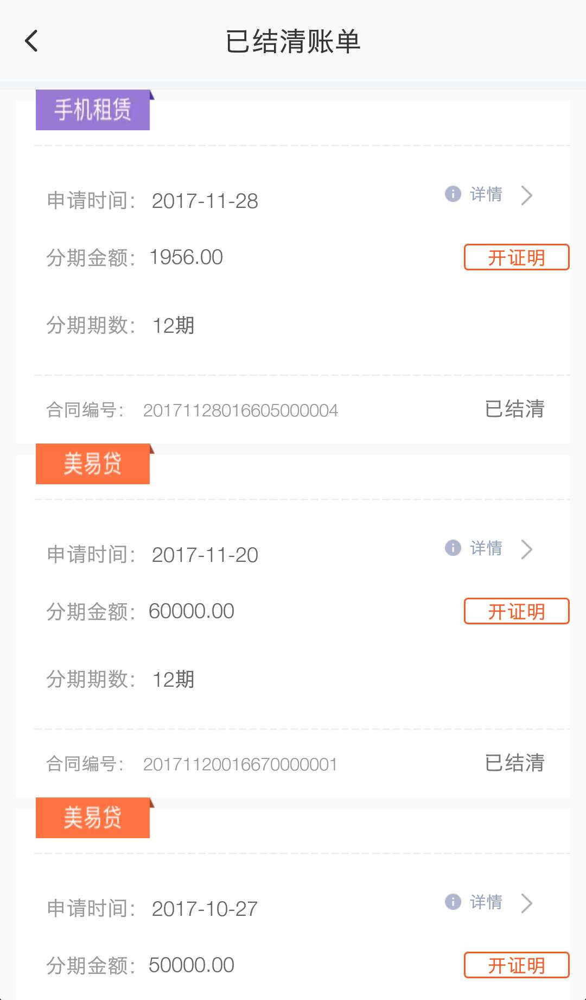 已结清账单
手机租赁
申请时间： 2017-11-28
详情
分期金额： 1956.00
开证明
分期期数： 12期
合同编号： 20171128016605000004
已结清
美易贷
申请时间： 2017-11-20
详情
分期金额： 60000.00
开证明
分期期数： 12期
合同编号： 20171120016670000001
已结清
美易贷
申请时间： 2017-10-27
详情
分期金额： 50000.00
开证明